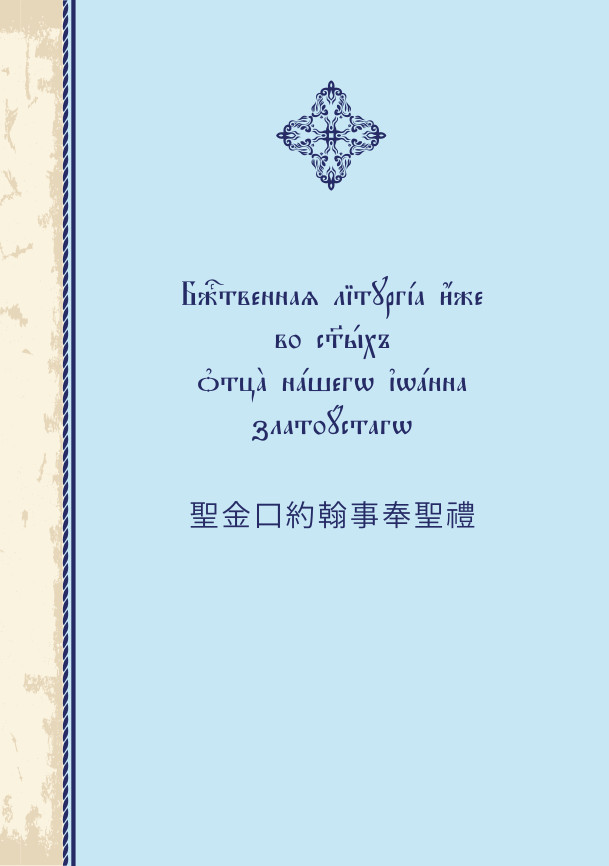 Бж҃твеннаѧ лїтꙋргі́а и҆́же
во ст҃ы́хъ
ѻ҆тца̀ на́шегѡ і҆ѡа́нна
златоꙋ́стагѡ
聖金口約翰事奉聖禮